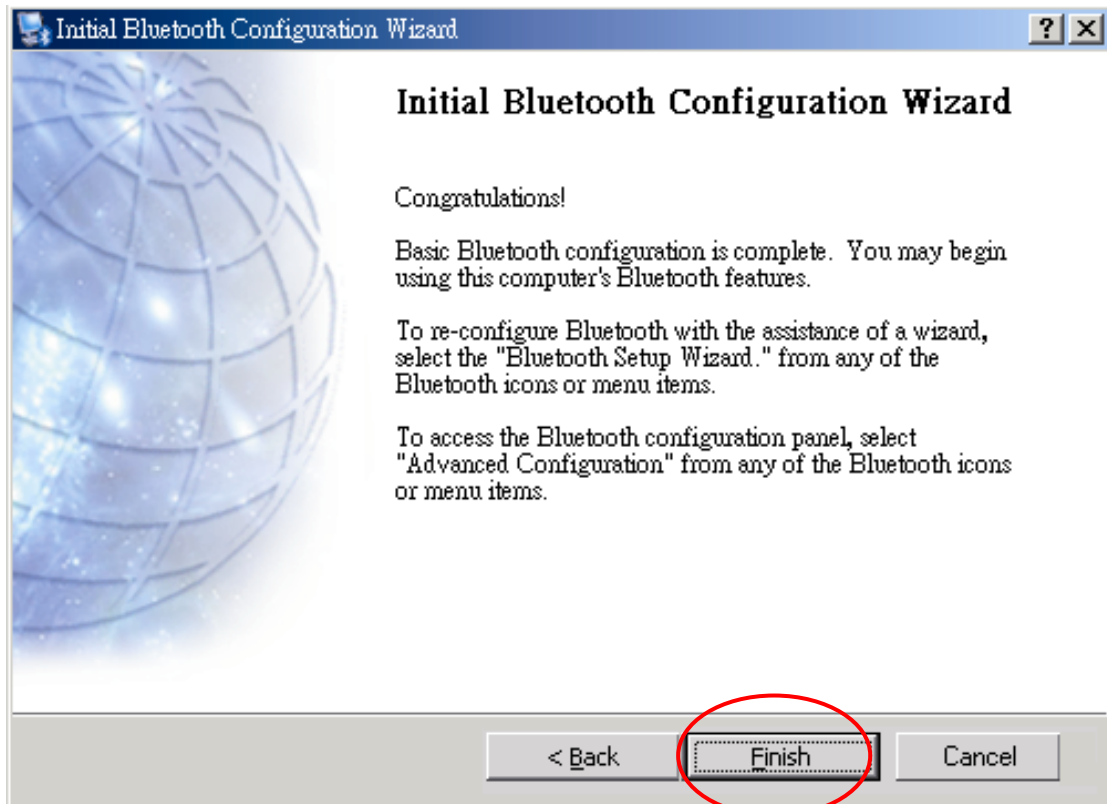 Initial Bluetooth Configuration Wizard
Initial Bluetooth Configuration Wizard
Congratulations!
Basic Bluetooth configuration is complete. You may begin
using this computer's Bluetooth features.
To re-configure Bluetooth with the assistance of a wizard,
select the "Bluetooth Setup Wizard." from any of the
Bluetooth icons or menu items.
To access the Bluetooth configuration panel, select
"Advanced Configuration" from any of the Bluetooth icons
or menu items.
< Back Finish Cancel